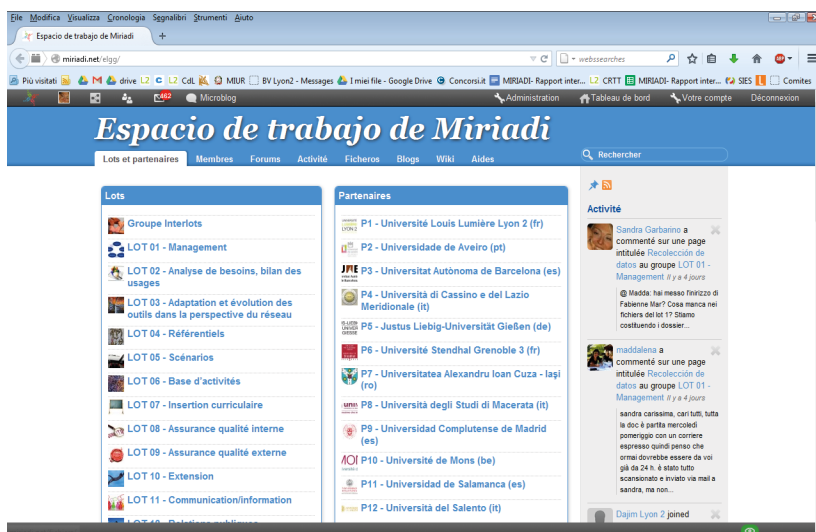 File Modifica Visualizza Cronologia Segnalibri Strumenti Aiuto
Espacio de trabajo de Miriadi
miriadi.net/elgg/
webssearches
Più visitati drive L2 L2 CdL MIUR BV Lyon2 - Messages I miei file - Google Drive Concorsi.it MIRIADI- Rapport inter... L2 CRTT MIRIADI- Rapport inter... SIES Comites
462 Microblog Administration Tableau de bord Votre compte Déconnexion
Espacio de trabajo de Miriadi
Lots et partenaires Membres Forums Activité Ficheros Blogs Wiki Aides Rechercher
Lots
Groupe Interlots
LOT 01 - Management
LOT 02 - Analyse de besoins, bilan des
usages
LOT 03 - Adaptation et évolution des
outils dans la perspective du réseau
LOT 04 - Référentiels
LOT 05 - Scénarios
LOT 06 - Base d'activités
LOT 07 - Insertion curriculaire
LOT 08 - Assurance qualité interne
LOT 09 - Assurance qualité externe
LOT 10 - Extension
LOT 11 - Communication/information
Partenaires
P1 - Université Louis Lumière Lyon 2 (fr)
P2 - Universidade de Aveiro (pt)
P3 - Universitat Autònoma de Barcelona (es)
P4 - Università di Cassino e del Lazio
Meridionale (it)
P5 - Justus Liebig-Universität Gießen (de)
P6 - Université Stendhal Grenoble 3 (fr)
P7 - Universitatea Alexandru Ioan Cuza - Iaşi
(ro)
P8 - Università degli Studi di Macerata (it)
P9 - Universidad Complutense de Madrid
(es)
P10 - Université de Mons (be)
P11 - Universidad de Salamanca (es)
P12 - Università del Salento (it)
Activité
Sandra Garbarino a
commenté sur une page
intitulée Recolección de
datos au groupe LOT 01 -
Management Il y a 4 jours
@ Madda: hai messo l'inirizzo di
Fabienne Mar? Cosa manca nei
fichiers del lot 1? Stiamo
costituendo i dossier...
maddalena a
commenté sur une page
intitulée Recolección de
datos au groupe LOT 01 -
Management Il y a 4 jours
sandra carissima, cari tutti, tutta
la doc è partita mercoledì
pomeriggio con un corriere
espresso quindi penso che
ormai dovrebbe essere da voi
già da 24 h. è stato tutto
scansionato e inviato via mail a
sandra, ma non...
Dajim Lyon 2 joined